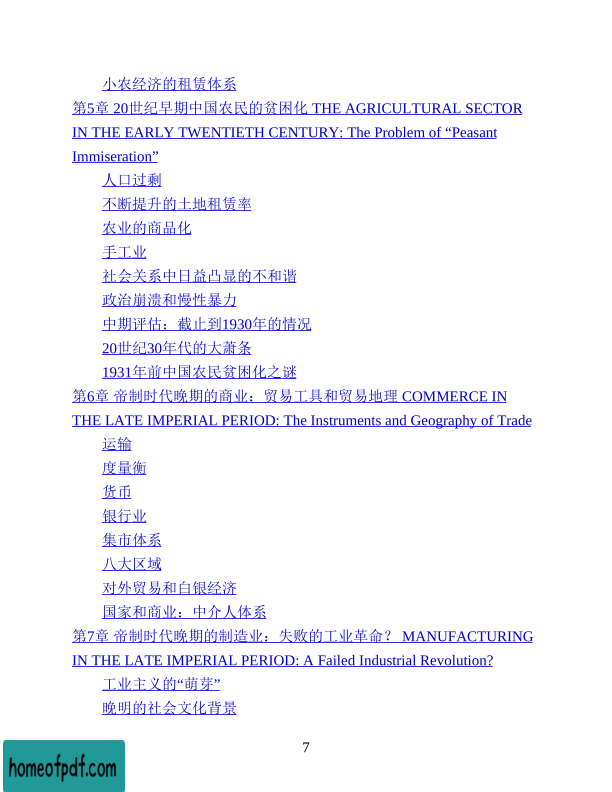 小农经济的租赁体系
第5章 20世纪早期中国农民的贫困化 THE AGRICULTURAL SECTOR
IN THE EARLY TWENTIETH CENTURY: The Problem of “Peasant
Immiseration”
人口过剩
不断提升的土地租赁率
农业的商品化
手工业
社会关系中日益凸显的不和谐
政治崩溃和慢性暴力
中期评估：截止到1930年的情况
20世纪30年代的大萧条
1931年前中国农民贫困化之谜
第6章 帝制时代晚期的商业：贸易工具和贸易地理 COMMERCE IN
THE LATE IMPERIAL PERIOD: The Instruments and Geography of Trade
运输
度量衡
货币
银行业
集市体系
八大区域
对外贸易和白银经济
国家和商业：中介人体系
第7章 帝制时代晚期的制造业：失败的工业革命？ MANUFACTURING
IN THE LATE IMPERIAL PERIOD: A Failed Industrial Revolution?
工业主义的“萌芽”
晚明的社会文化背景
7
homeofpdf.com